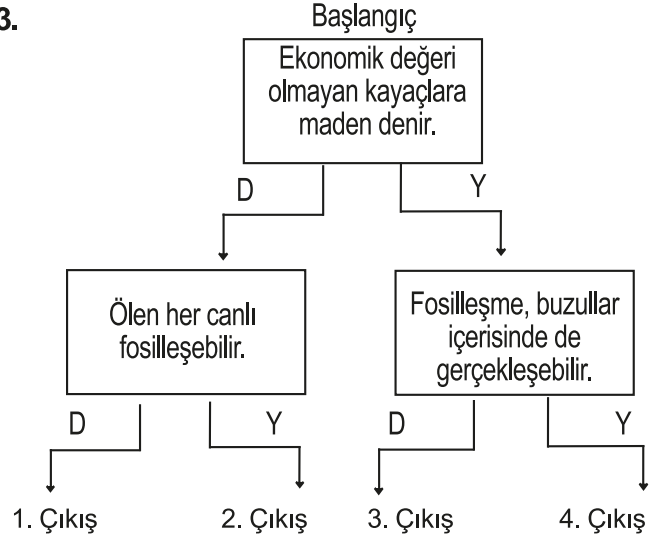 3.
Başlangıç
Ekonomik değeri
olmayan kayaçlara
maden denir.
D
Y
Ölen her canlı
fosilleşebilir.
Fosilleşme, buzullar
içerisinde de
gerçekleşebilir.
D
Y
D
Y
1. Çıkış
2. Çıkış
3. Çıkış
4. Çıkış